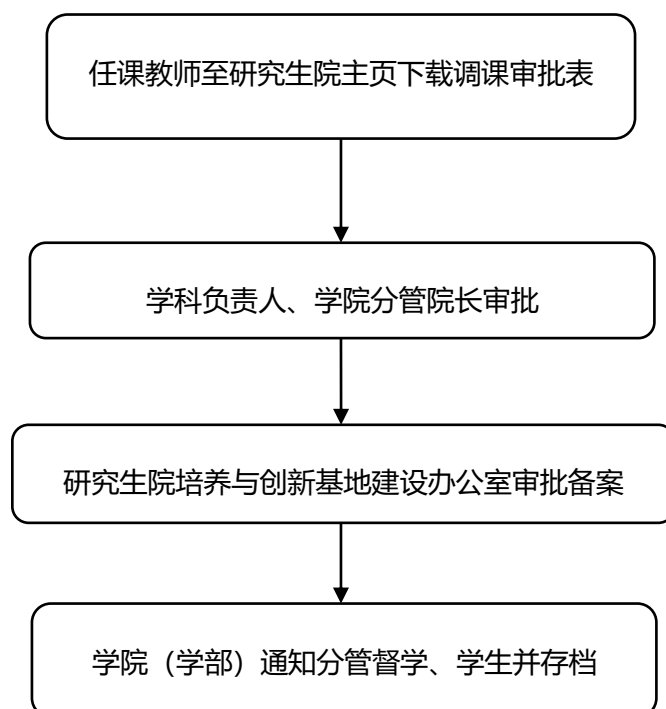 任课教师至研究生院主页下载调课审批表
学科负责人、学院分管院长审批
研究生院培养与创新基地建设办公室审批备案
学院（学部）通知分管督学、学生并存档